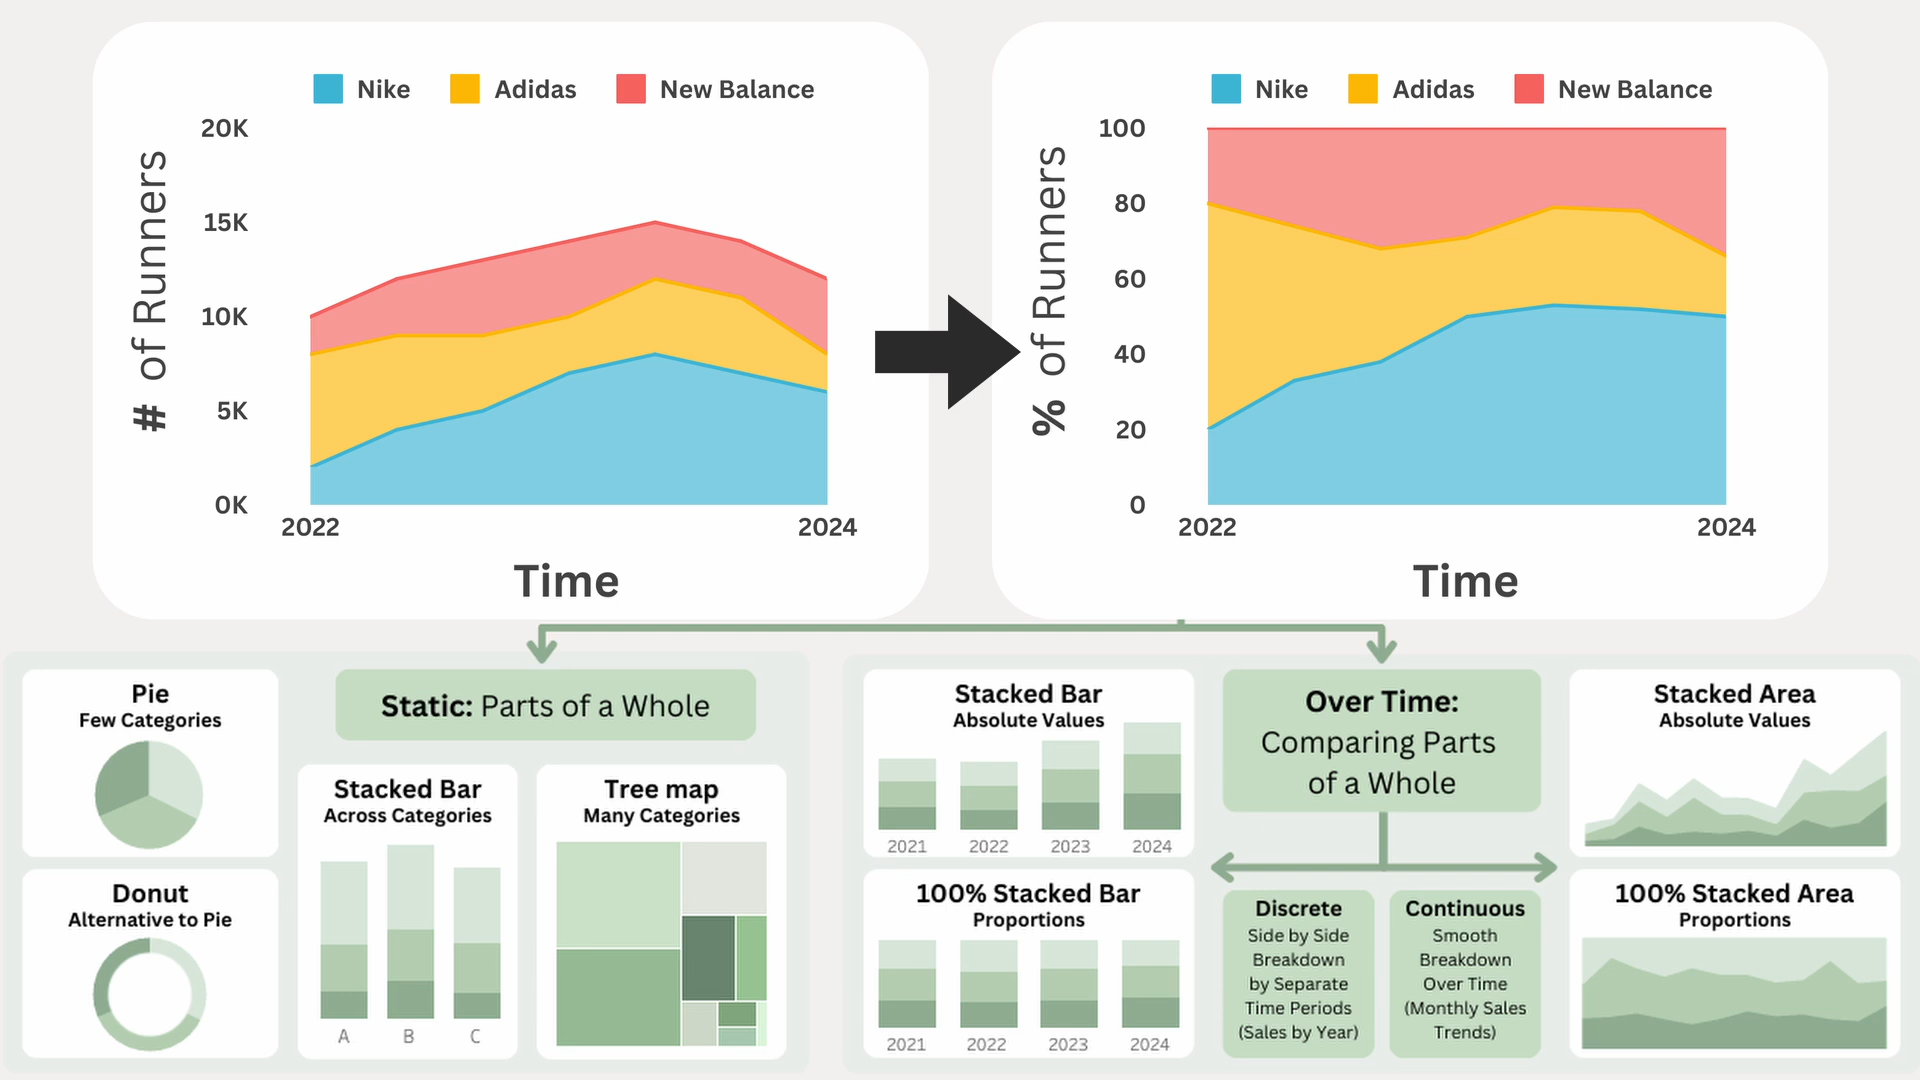 Nike Adidas New Balance
# of Runners
20K
15K
10K
5K
0K
2022 2024
Time
Nike Adidas New Balance
% of Runners
100
80
60
40
20
0
2022 2024
Time
Pie
Few Categories
Donut
Alternative to Pie
Static: Parts of a Whole
Stacked Bar
Across Categories
A B C
Tree map
Many Categories
Stacked Bar
Absolute Values
2021 2022 2023 2024
100% Stacked Bar
Proportions
2021 2022 2023 2024
Over Time:
Comparing Parts
of a Whole
Discrete
Side by Side
Breakdown
by Separate
Time Periods
(Sales by Year)
Continuous
Smooth
Breakdown
Over Time
(Monthly Sales
Trends)
Stacked Area
Absolute Values
100% Stacked Area
Proportions